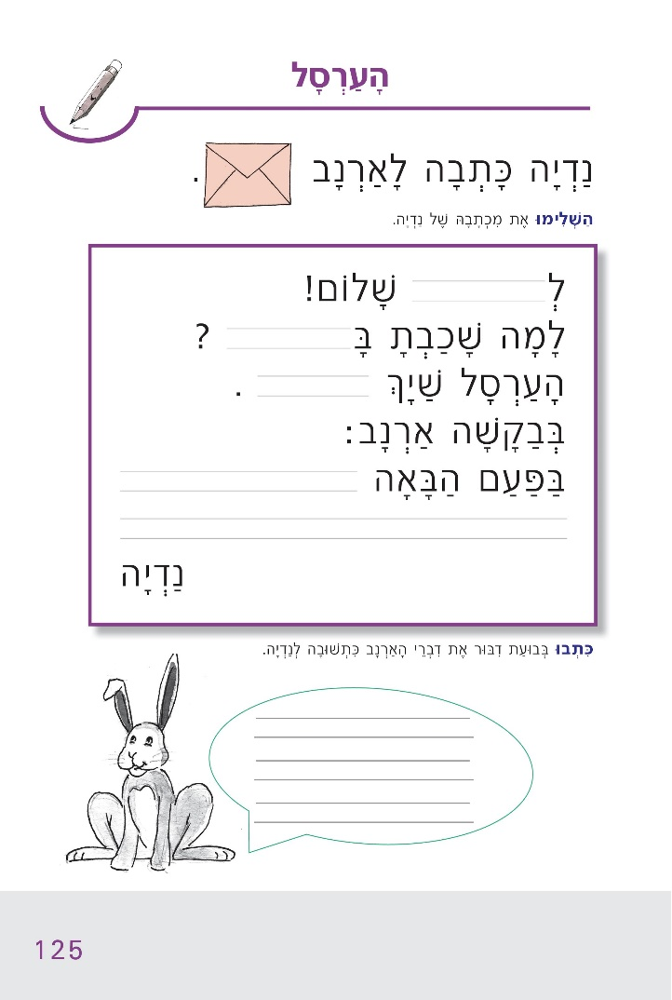 הָעַרְסָל
נַדְיָה כָּתְבָה לָאַרְנָב .
הַשְׁלִימוּ אֶת מִכְתָבָהּ שֶׁל נַדְיָה.
לְ שָׁלוֹם!
לָמָה שָׁכַבְתָ בָּ ?
הָעַרְסָל שַׁיָךְ .
בְּבַקָשָׁה אַרְנָב:
בַּפַּעַם הַבָּאָה
נַדְיָה
כִּתְבוּ בְּבוּעַת דִבּוּר אֶת דִבְרֵי הָאַרְנָב כִּתְשׁוּבָה לְנַדְיָה.
125